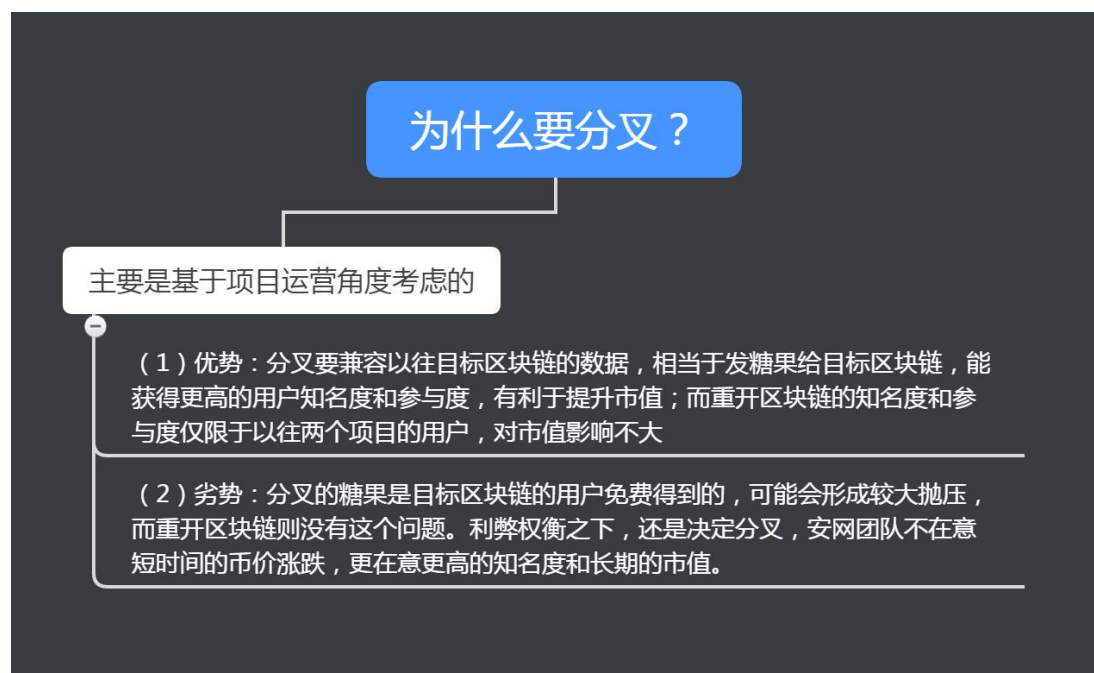 为什么要分叉？
主要是基于项目运营角度考虑的
（1）优势：分叉要兼容以往目标区块链的数据，相当于发糖果给目标区块链，能
获得更高的用户知名度和参与度，有利于提升市值；而重开区块链的知名度和参
与度仅限于以往两个项目的用户，对市值影响不大
（2）劣势：分叉的糖果是目标区块链的用户免费得到的，可能会形成较大抛压，
而重开区块链则没有这个问题。利弊权衡之下，还是决定分叉，安网团队不在意
短时间的币价涨跌，更在意更高的知名度和长期的市值。